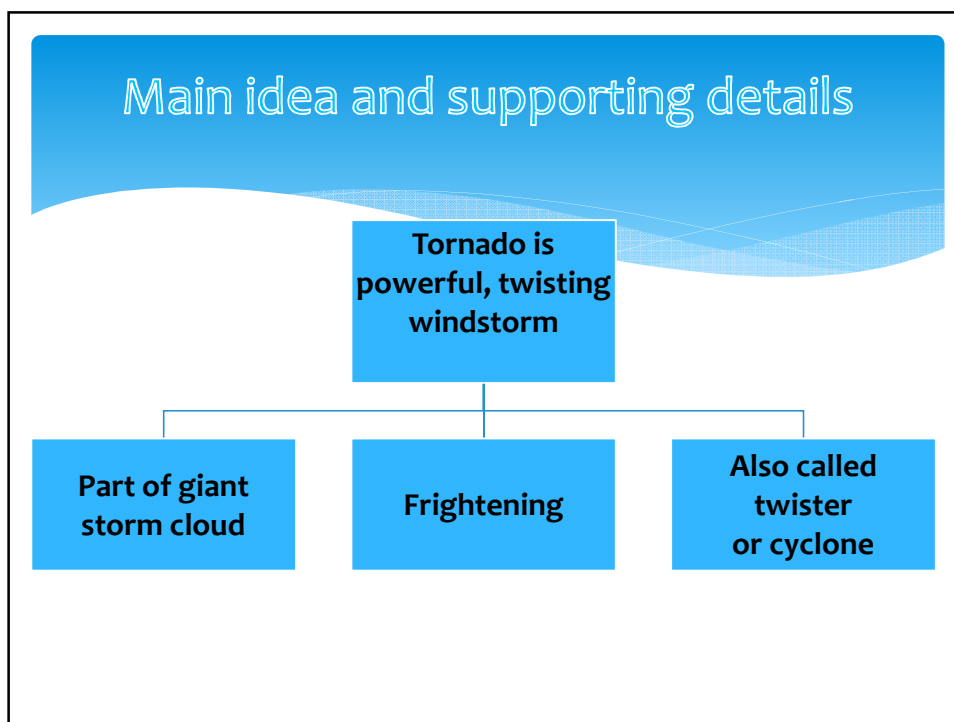 Main idea and supporting details
Tornado is
powerful, twisting
windstorm
Part of giant
storm cloud
Frightening
Also called
twister
or cyclone